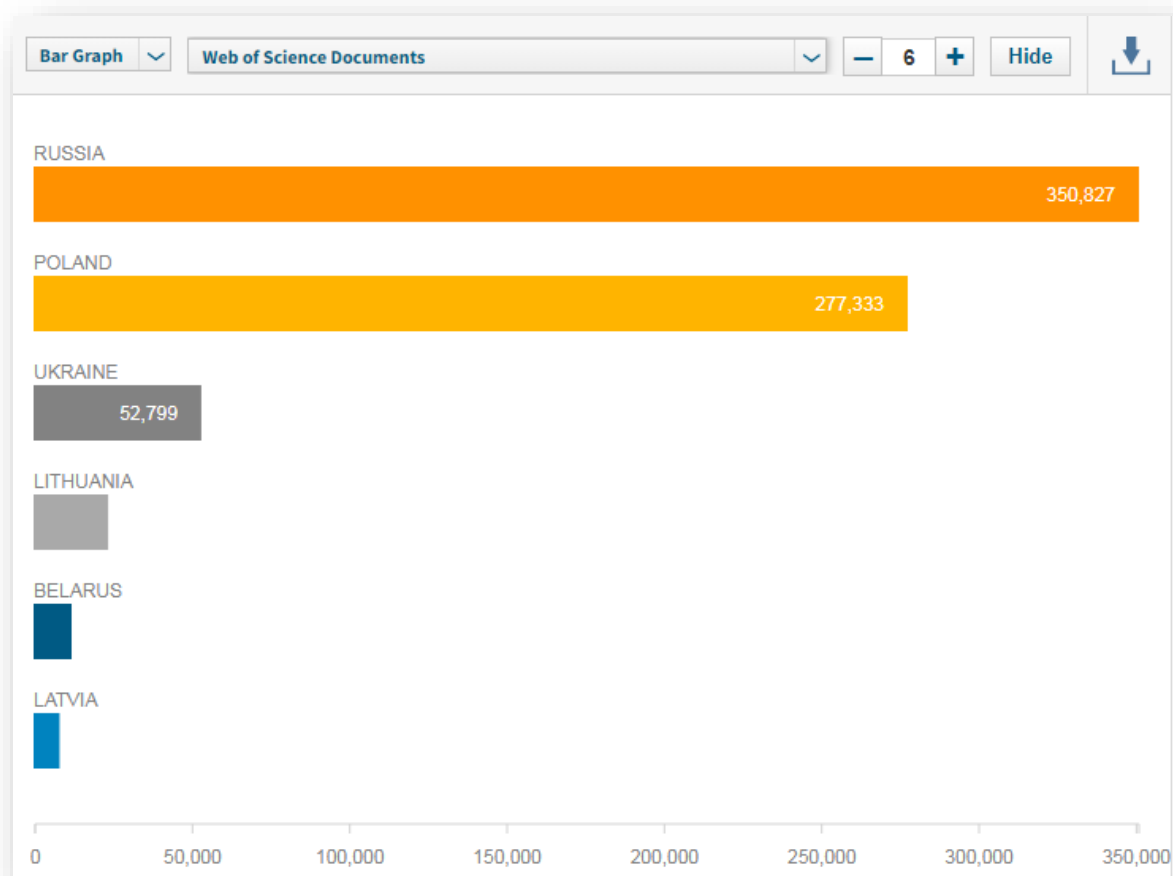 Bar Graph Web of Science Documents — 6 + Hide
RUSSIA
350,827
POLAND
277,333
UKRAINE
52,799
LITHUANIA
BELARUS
LATVIA
0 50,000 100,000 150,000 200,000 250,000 300,000 350,000